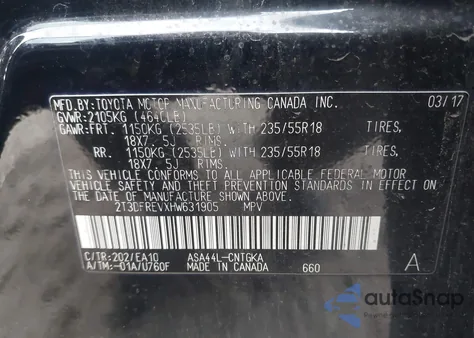 MFD.BY: TOYOTA MOTOR MANUFACTURING CANADA INC. 03/17
GVWR: 2105KG (4640LB)
GAWR: FRT. 1150KG (2535LB) WITH 235/55R18 TIRES,
18X7.5J RIMS.
RR. 1150KG (2535LB) WITH 235/55R18 TIRES,
18X7.5J RIMS.
THIS VEHICLE CONFORMS TO ALL APPLICABLE FEDERAL MOTOR
VEHICLE SAFETY AND BUMPER STANDARDS IN EFFECT ON
THE DATE OF MANUFACTURE SHOWN ABOVE.
2T3DFREVXHW631905 MPV
C/TR: 202/EA10 ASA44L-CNTGKA
A/TM: -01A/U760F MADE IN CANADA 660 A
autoSnap